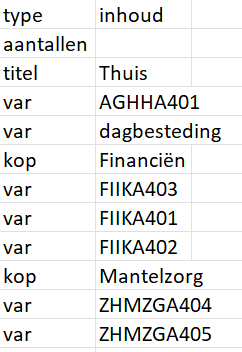 type inhoud
aantallen
titel Thuis
var AGHHA401
var dagbesteding
kop Financiën
var FIIKA403
var FIIKA401
var FIIKA402
kop Mantelzorg
var ZHMZGA404
var ZHMZGA405